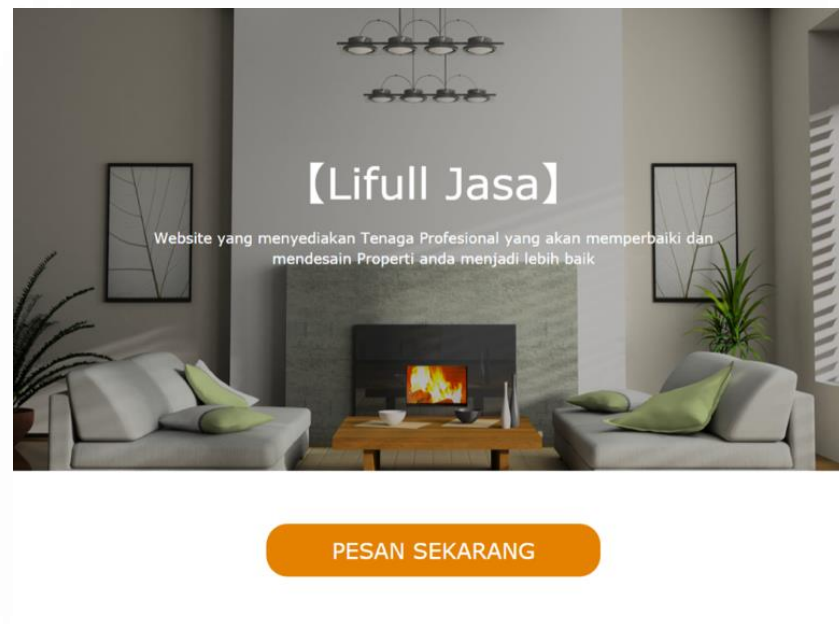 【Lifull Jasa】
Website yang menyediakan Tenaga Profesional yang akan memperbaiki dan
mendesain Properti anda menjadi lebih baik
PESAN SEKARANG